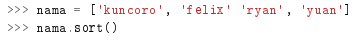 >>> nama = ['kuncoro', 'felix' 'ryan', 'yuan']
>>> nama.sort()